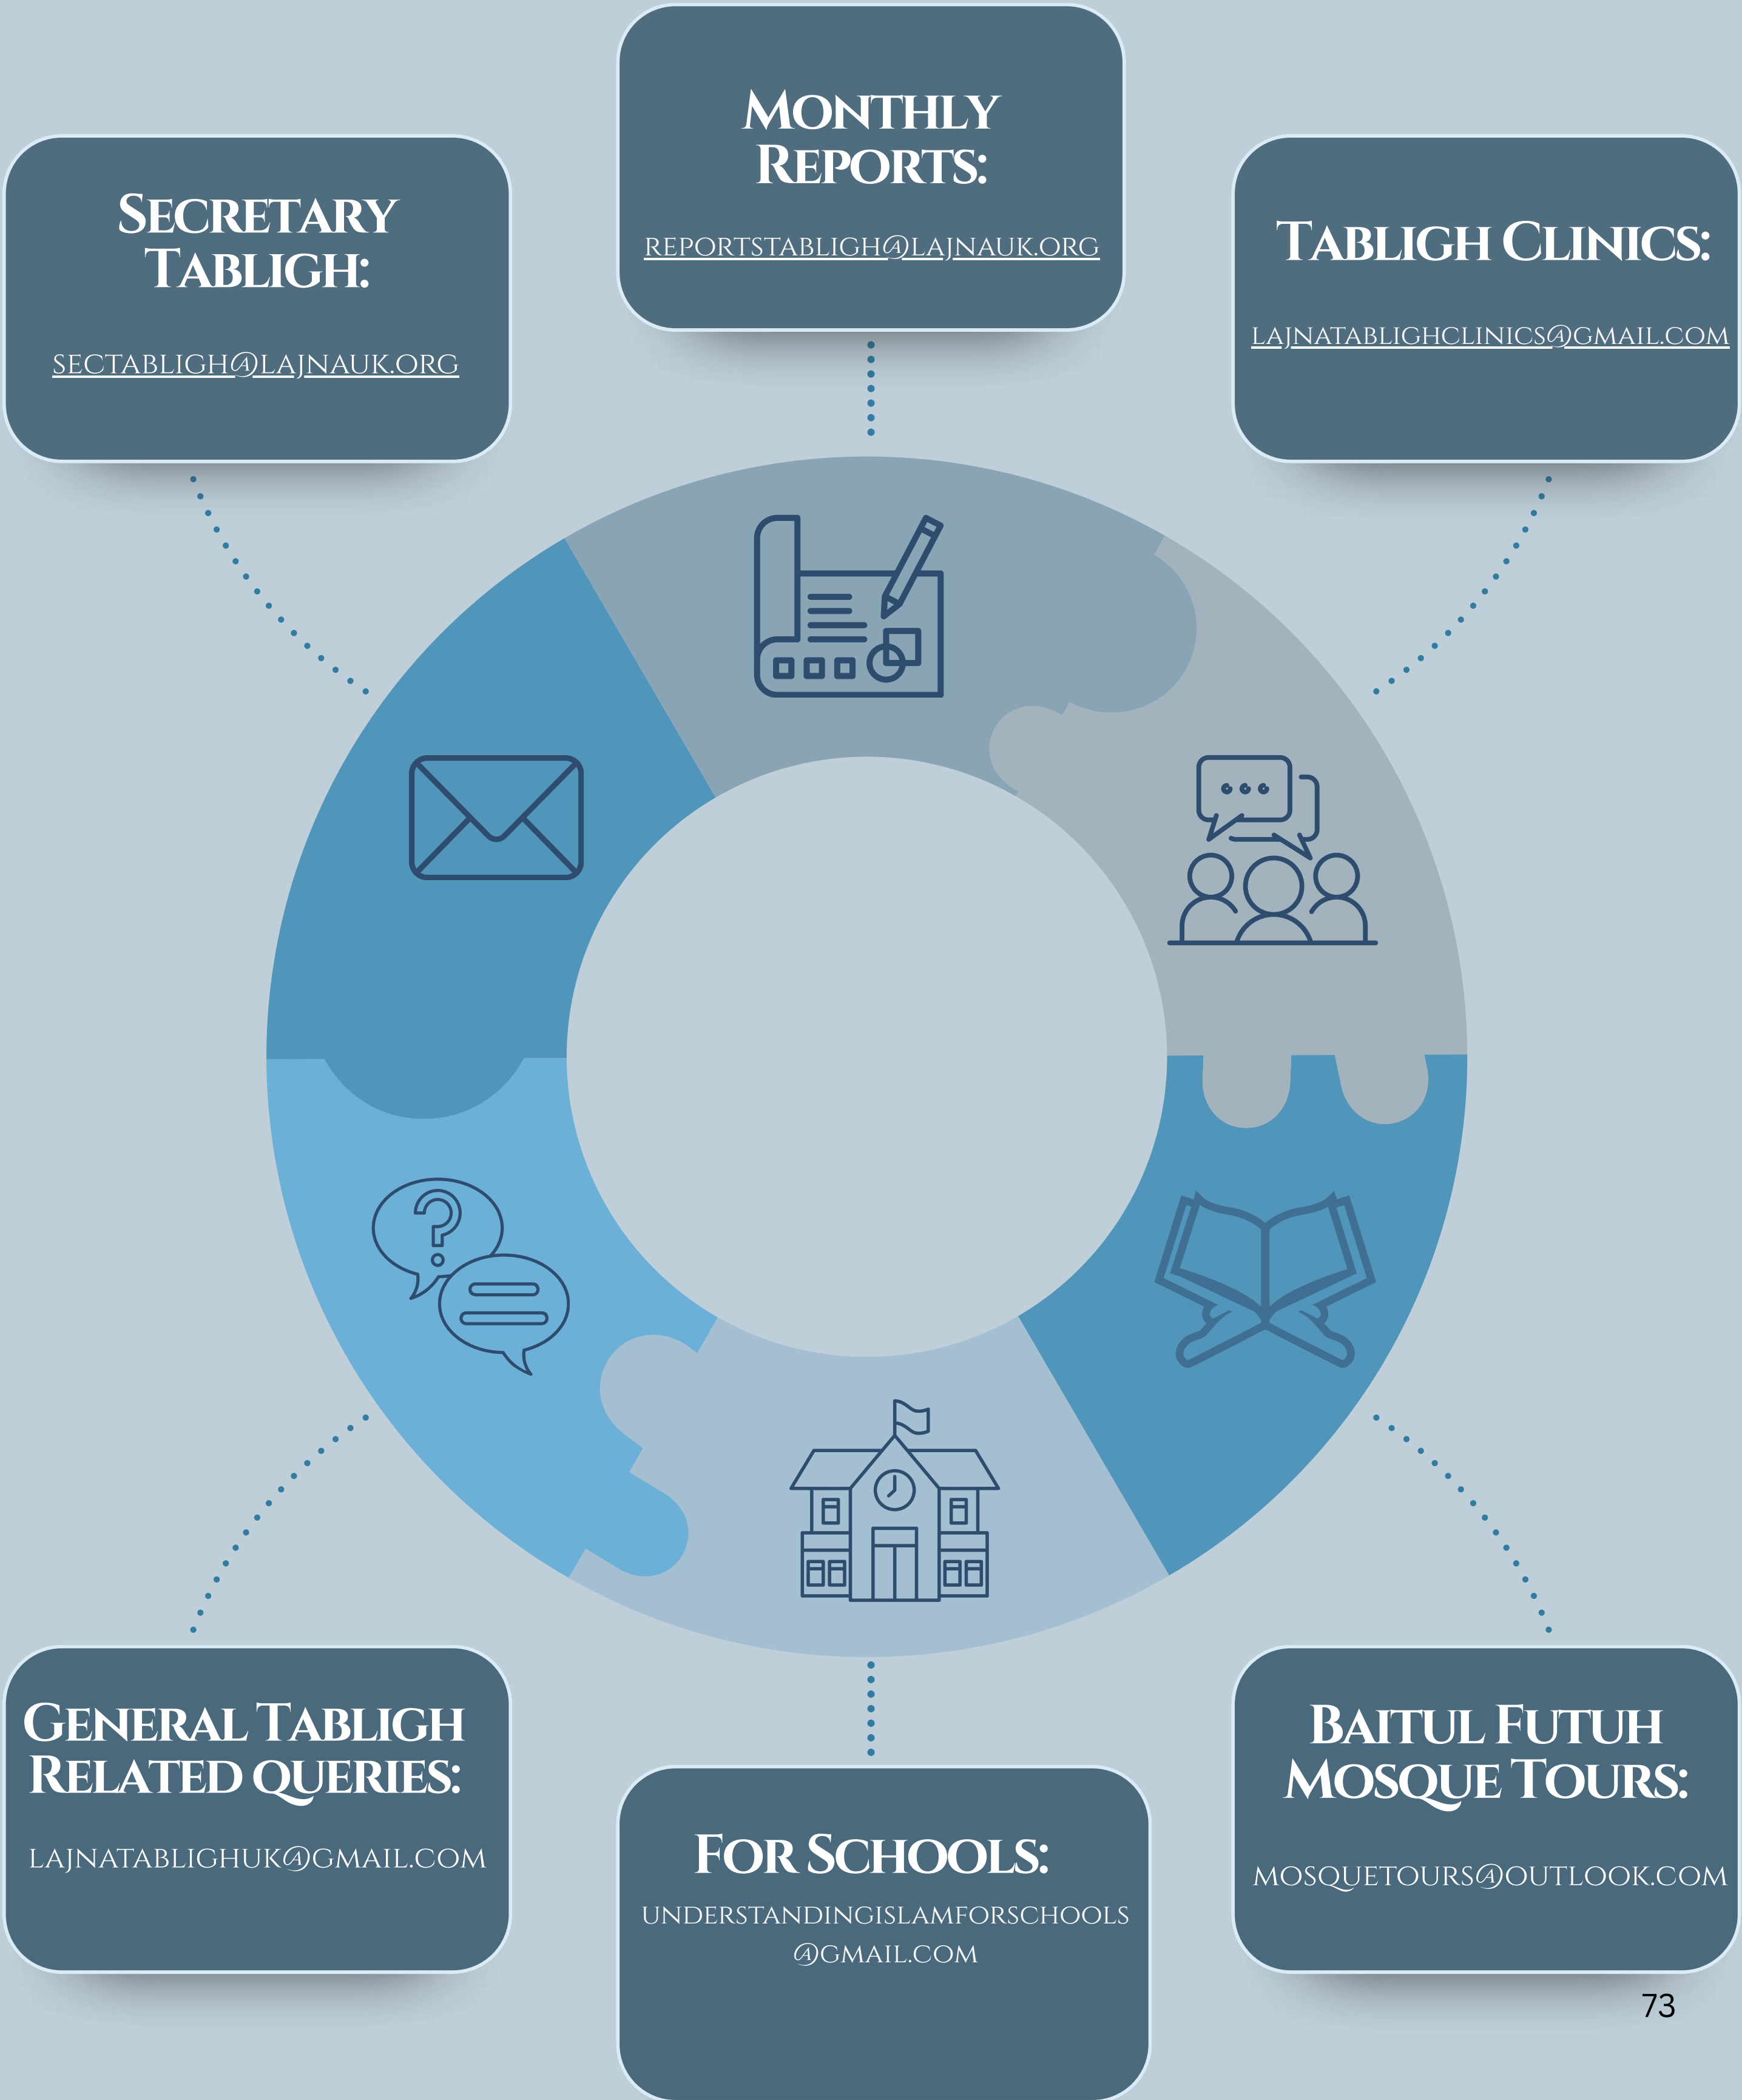 Monthly
Reports:
reportstabligh@lajnauk.org
Secretary
Tabligh:
sectabligh@lajnauk.org
Tabligh Clinics:
lajnatablighclinics@gmail.com
General Tabligh
Related queries:
lajnatablighuk@gmail.com
For Schools:
understandingislamforschools
@gmail.com
Baitul Futuh
Mosque Tours:
mosquetours@outlook.com
73